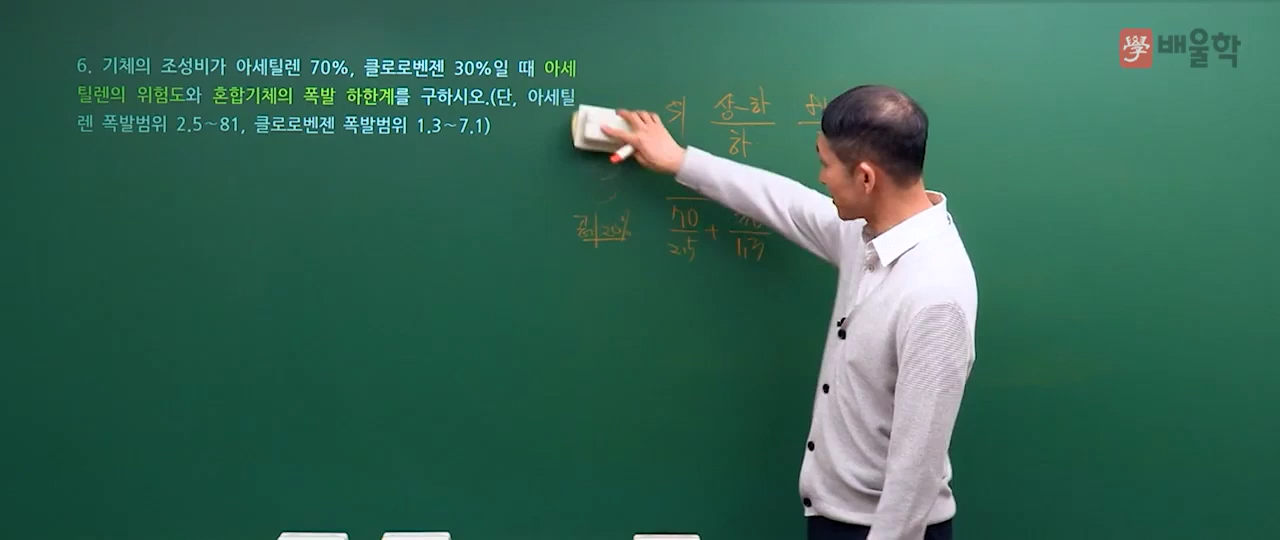 學 배울학
6. 기체의 조성비가 아세틸렌 70%, 클로로벤젠 30%일 때 아세
틸렌의 위험도와 혼합기체의 폭발 하한계를 구하시오.(단, 아세틸
렌 폭발범위 2.5~81, 클로로벤젠 폭발범위 1.3~7.1)
상-하
하
70
2.5
+
1.3